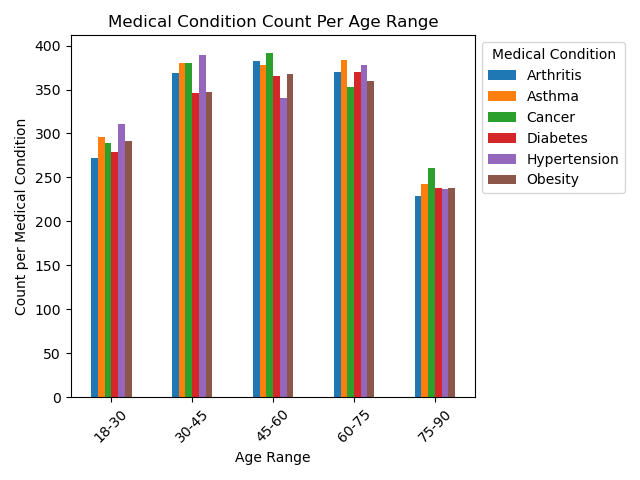 Medical Condition Count Per Age Range
Count per Medical Condition
400
350
300
250
200
150
100
50
0
18-30
30-45
45-60
60-75
75-90
Age Range
Medical Condition
Arthritis
Asthma
Cancer
Diabetes
Hypertension
Obesity